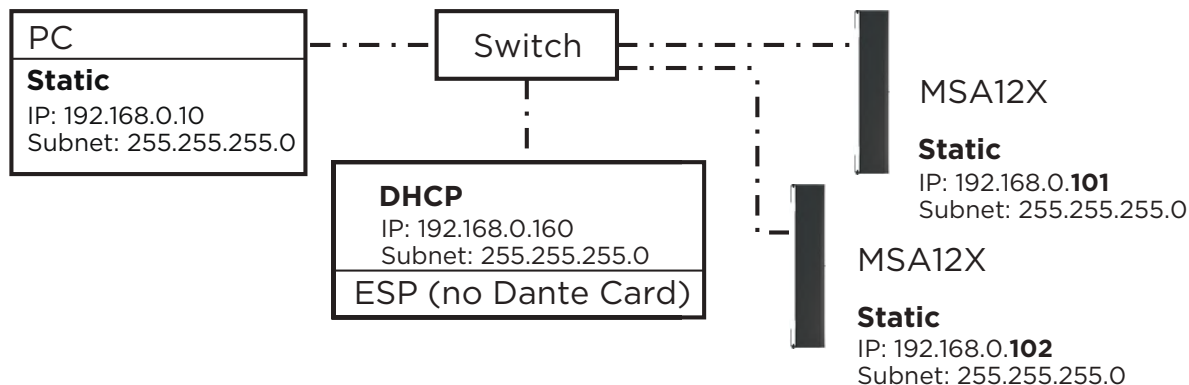 PC
Static
IP: 192.168.0.10
Subnet: 255.255.255.0
Switch
DHCP
IP: 192.168.0.160
Subnet: 255.255.255.0
ESP (no Dante Card)
MSA12X
Static
IP: 192.168.0.101
Subnet: 255.255.255.0
MSA12X
Static
IP: 192.168.0.102
Subnet: 255.255.255.0